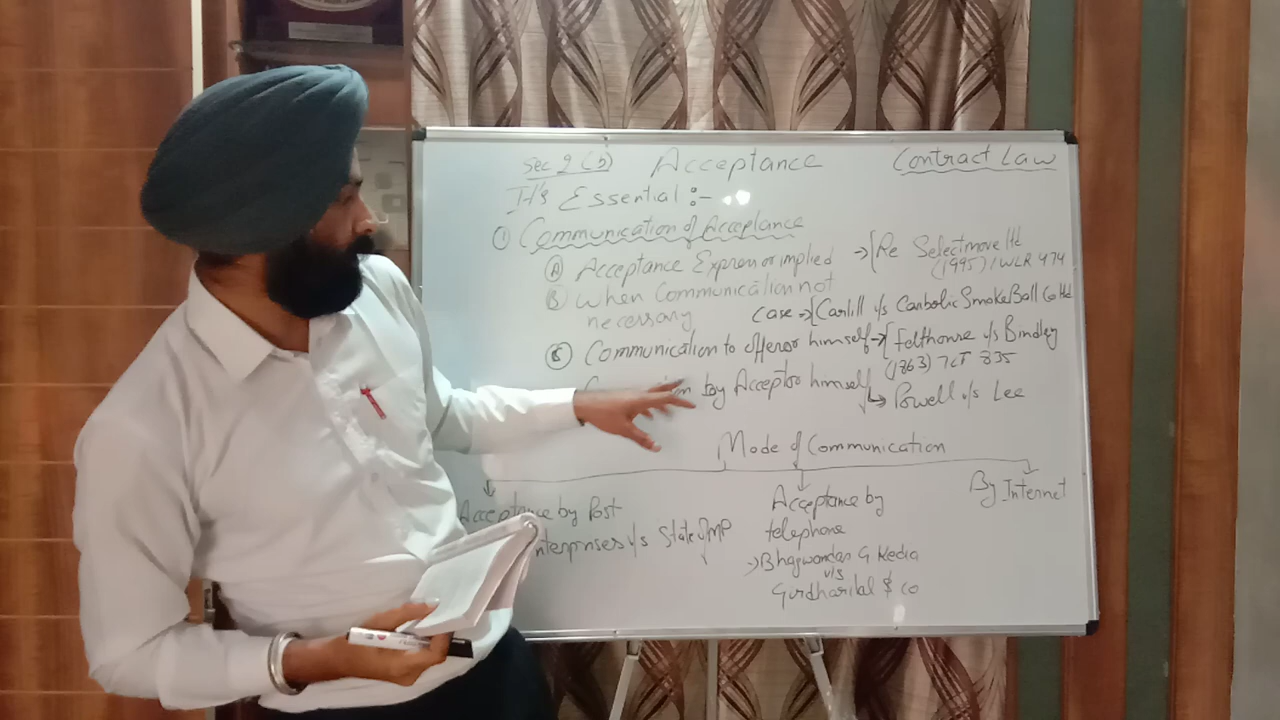 Sec 2 (b) Acceptance Contract Law
It's Essential :-
① Communication of Acceptance
Ⓐ Acceptance Express or implied → Re Selectmove ltd
(1995) 1 WLR 474
Ⓑ When Communication not
necessary Case → Carlill v/s Carbolic Smoke Ball Co ltd
Ⓒ Communication to offeror himself → Felthouse v/s Bindley
(1863) 7 LT 835
by Acceptor himself → Powell v/s Lee
Mode of Communication
Acceptance by Post
v/s State of MP
Acceptance by
telephone
→ Bhagwandas G Kedia
v/s
Girdharilal & Co
By Internet